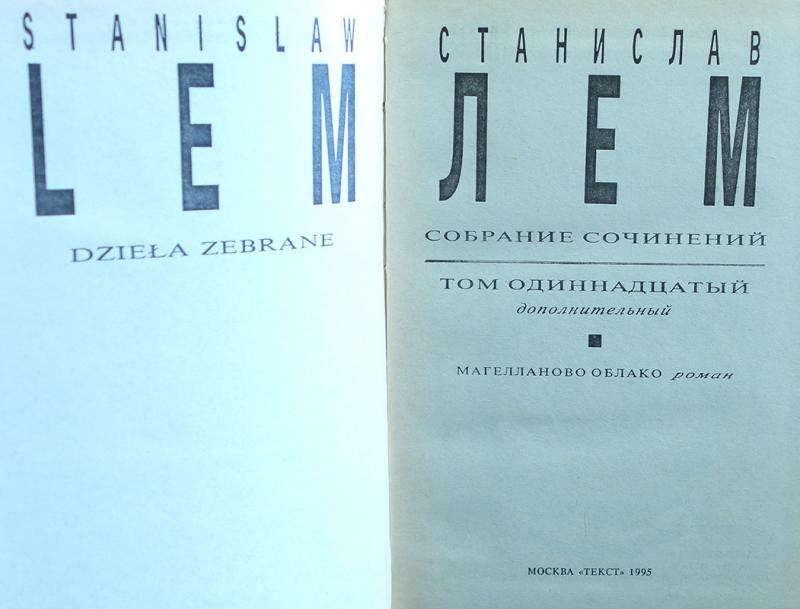 STANISLAW
LEM
DZIEŁA ZEBRANE
СТАНИСЛАВ
ЛЕМ
СОБРАНИЕ СОЧИНЕНИЙ
ТОМ ОДИННАДЦАТЫЙ
дополнительный
МАГЕЛЛАНОВО ОБЛАКО роман
МОСКВА «ТЕКСТ» 1995